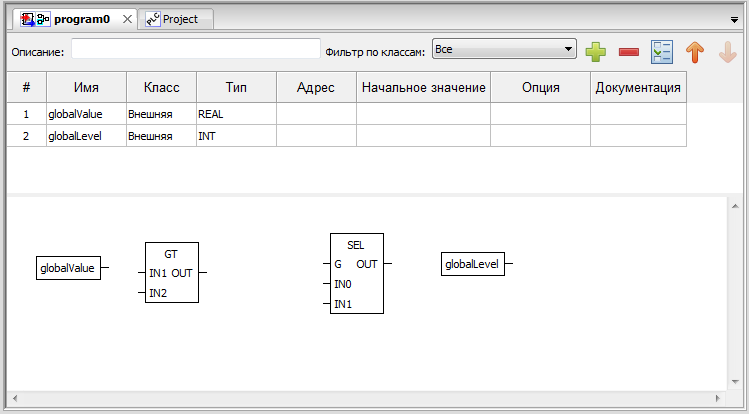 program0 Project
Описание: Фильтр по классам: Все
# Имя Класс Тип Адрес Начальное значение Опция Документация
1 globalValue Внешняя REAL
2 globalLevel Внешняя INT
globalValue
GT
IN1 OUT
IN2
SEL
G OUT
IN0
IN1
globalLevel